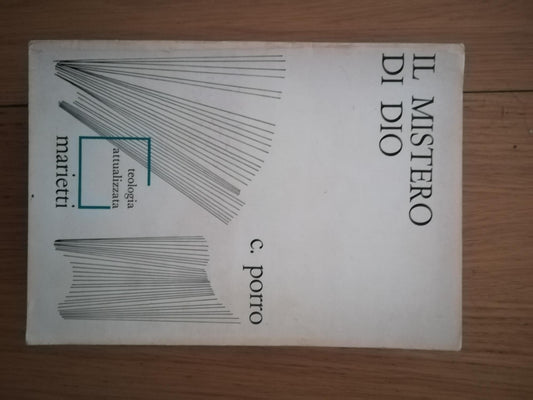 IL MISTERO
DI DIO
c. porro
teologia
attualizzata
marietti